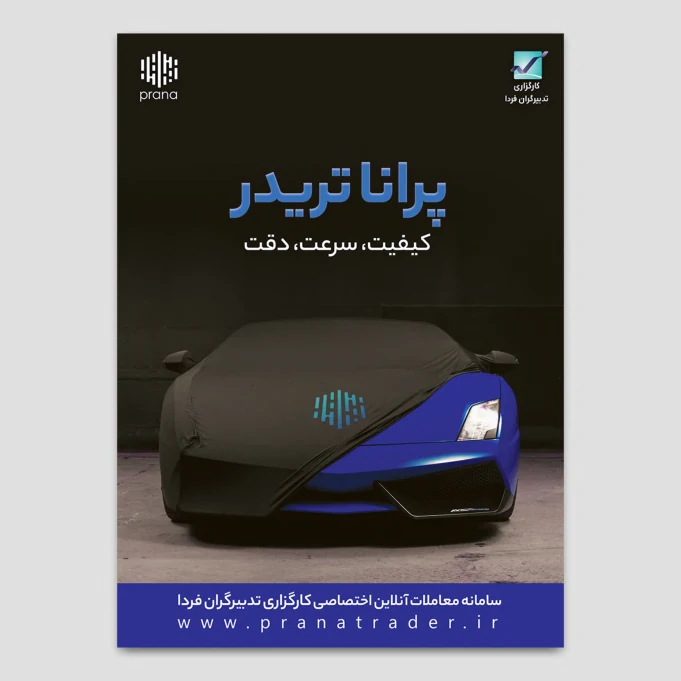 prana
کارگزاری
تدبیرگران فردا
پرانا تریدر
کیفیت، سرعت، دقت
سامانه معاملات آنلاین اختصاصی کارگزاری تدبیرگران فردا
www.pranatrader.ir